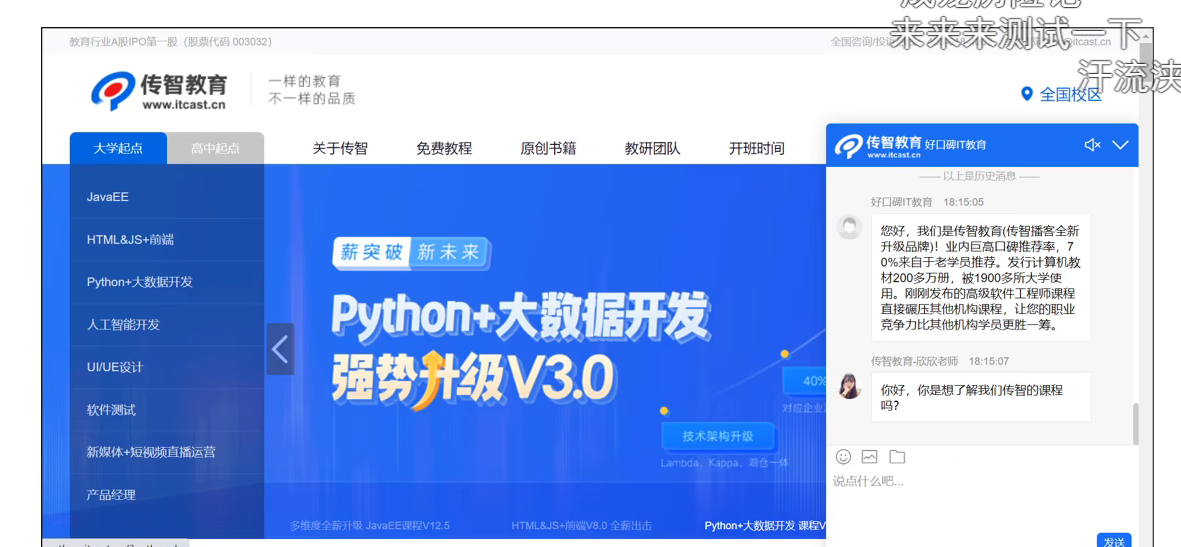 教育行业A股IPO第一股（股票代码 003032）
全国咨询/投
itcast.cn
来来来测试一下
汗流浃
传智教育
www.itcast.cn
一样的教育
不一样的品质
全国校区
大学起点
高中起点
关于传智
免费教程
原创书籍
教研团队
开班时间
JavaEE
HTML&JS+前端
Python+大数据开发
人工智能开发
UI/UE设计
软件测试
新媒体+短视频直播运营
产品经理
薪突破 新未来
Python+大数据开发
强势升级V3.0
40%
对应企业
技术架构升级
Lambda、Kappa、湖仓一体
多维度全新升级 JavaEE课程V12.5
HTML&JS+前端V8.0 全新出击
Python+大数据开发 课程V
传智教育 好口碑IT教育
www.itcast.cn
以上是历史消息
好口碑IT教育 18:15:05
您好，我们是传智教育(传智播客全新
升级品牌)！业内巨高口碑推荐率，7
0%来自于老学员推荐。发行计算机教
材200多万册，被1900多所大学使
用。刚刚发布的高级软件工程师课程
直接碾压其他机构课程，让您的职业
竞争力比其他机构学员更胜一筹。
传智教育-欣欣老师 18:15:07
你好，你是想了解我们传智的课程
吗?
说点什么吧...
发送